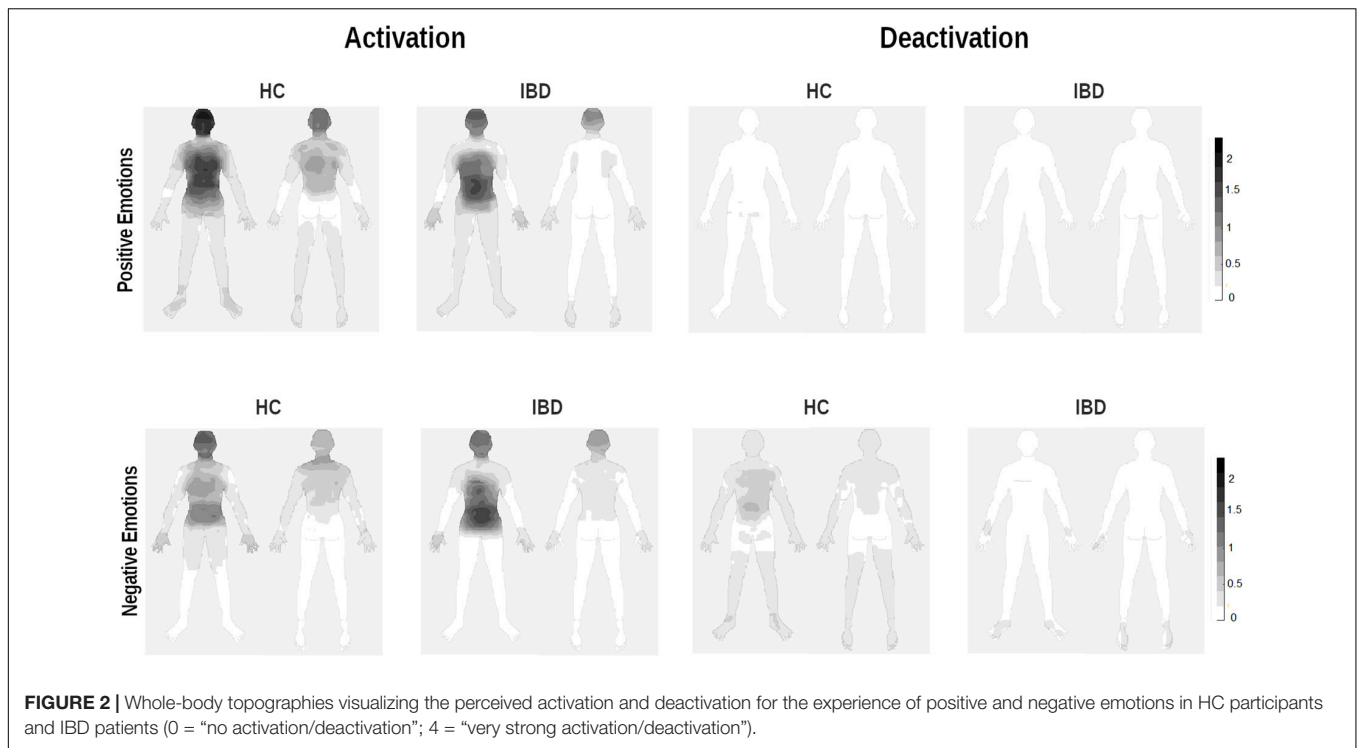 Activation
Deactivation
HC
IBD
HC
IBD
Positive Emotions
2
1.5
1
0.5
0
HC
IBD
HC
IBD
Negative Emotions
2
1.5
1
0.5
0
FIGURE 2 | Whole-body topographies visualizing the perceived activation and deactivation for the experience of positive and negative emotions in HC participants
and IBD patients (0 = “no activation/deactivation”; 4 = “very strong activation/deactivation”).